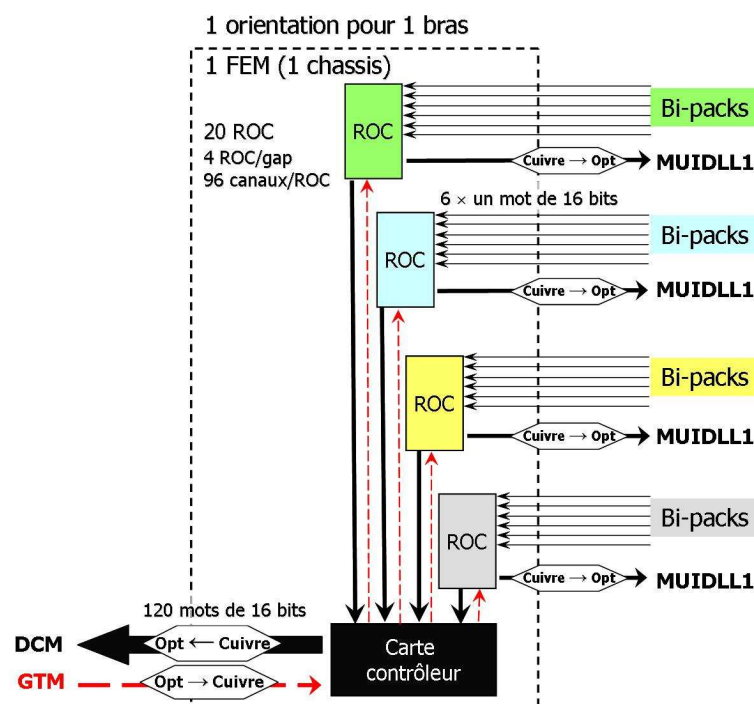 1 orientation pour 1 bras
1 FEM (1 chassis)
20 ROC
4 ROC/gap
96 canaux/ROC
ROC
Bi-packs
Cuivre → Opt
MUIDLL1
6 × un mot de 16 bits
ROC
Bi-packs
Cuivre → Opt
MUIDLL1
ROC
Bi-packs
Cuivre → Opt
MUIDLL1
ROC
Bi-packs
Cuivre → Opt
MUIDLL1
120 mots de 16 bits
DCM
Opt ← Cuivre
GTM
Opt → Cuivre
Carte
contrôleur